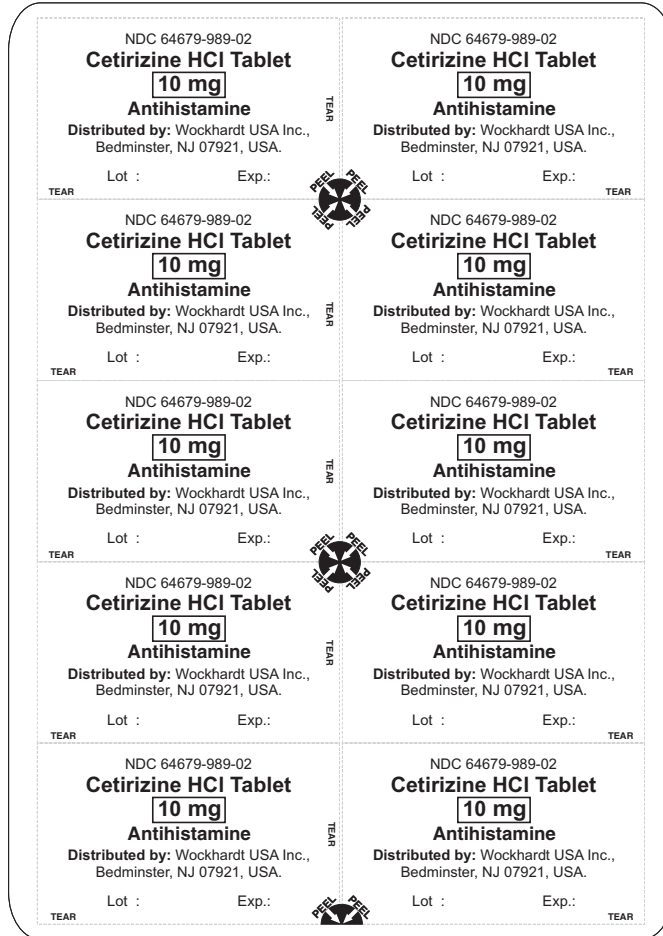 NDC 64679-989-02
Cetirizine HCl Tablet
10 mg
Antihistamine
Distributed by: Wockhardt USA Inc.,
Bedminster, NJ 07921, USA.
Lot : Exp.:
TEAR
TEAR
NDC 64679-989-02
Cetirizine HCl Tablet
10 mg
Antihistamine
Distributed by: Wockhardt USA Inc.,
Bedminster, NJ 07921, USA.
Lot : Exp.:
TEAR
PEEL PEEL
PEEL PEEL
NDC 64679-989-02
Cetirizine HCl Tablet
10 mg
Antihistamine
Distributed by: Wockhardt USA Inc.,
Bedminster, NJ 07921, USA.
Lot : Exp.:
TEAR
TEAR
NDC 64679-989-02
Cetirizine HCl Tablet
10 mg
Antihistamine
Distributed by: Wockhardt USA Inc.,
Bedminster, NJ 07921, USA.
Lot : Exp.:
TEAR
NDC 64679-989-02
Cetirizine HCl Tablet
10 mg
Antihistamine
Distributed by: Wockhardt USA Inc.,
Bedminster, NJ 07921, USA.
Lot : Exp.:
TEAR
TEAR
NDC 64679-989-02
Cetirizine HCl Tablet
10 mg
Antihistamine
Distributed by: Wockhardt USA Inc.,
Bedminster, NJ 07921, USA.
Lot : Exp.:
TEAR
PEEL PEEL
PEEL PEEL
NDC 64679-989-02
Cetirizine HCl Tablet
10 mg
Antihistamine
Distributed by: Wockhardt USA Inc.,
Bedminster, NJ 07921, USA.
Lot : Exp.:
TEAR
TEAR
NDC 64679-989-02
Cetirizine HCl Tablet
10 mg
Antihistamine
Distributed by: Wockhardt USA Inc.,
Bedminster, NJ 07921, USA.
Lot : Exp.:
TEAR
NDC 64679-989-02
Cetirizine HCl Tablet
10 mg
Antihistamine
Distributed by: Wockhardt USA Inc.,
Bedminster, NJ 07921, USA.
Lot : Exp.:
TEAR
TEAR
NDC 64679-989-02
Cetirizine HCl Tablet
10 mg
Antihistamine
Distributed by: Wockhardt USA Inc.,
Bedminster, NJ 07921, USA.
Lot : Exp.:
TEAR
PEEL PEEL